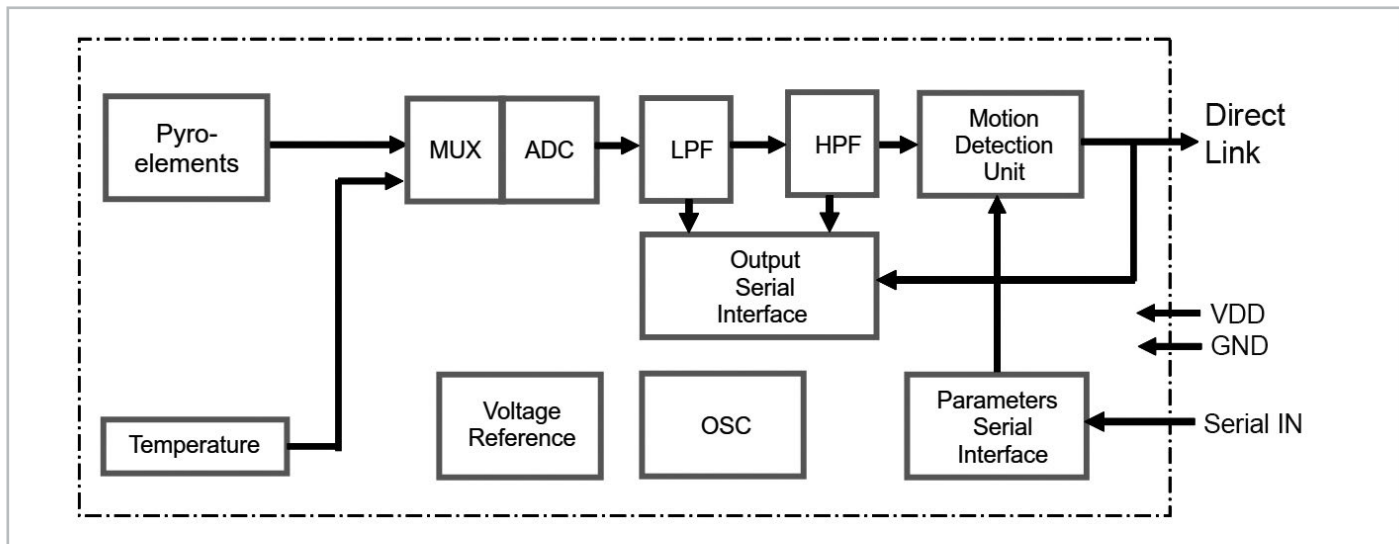 Pyro-
elements
MUX
ADC
LPF
HPF
Motion
Detection
Unit
Direct
Link
Output
Serial
Interface
VDD
GND
Temperature
Voltage
Reference
OSC
Parameters
Serial
Interface
Serial IN